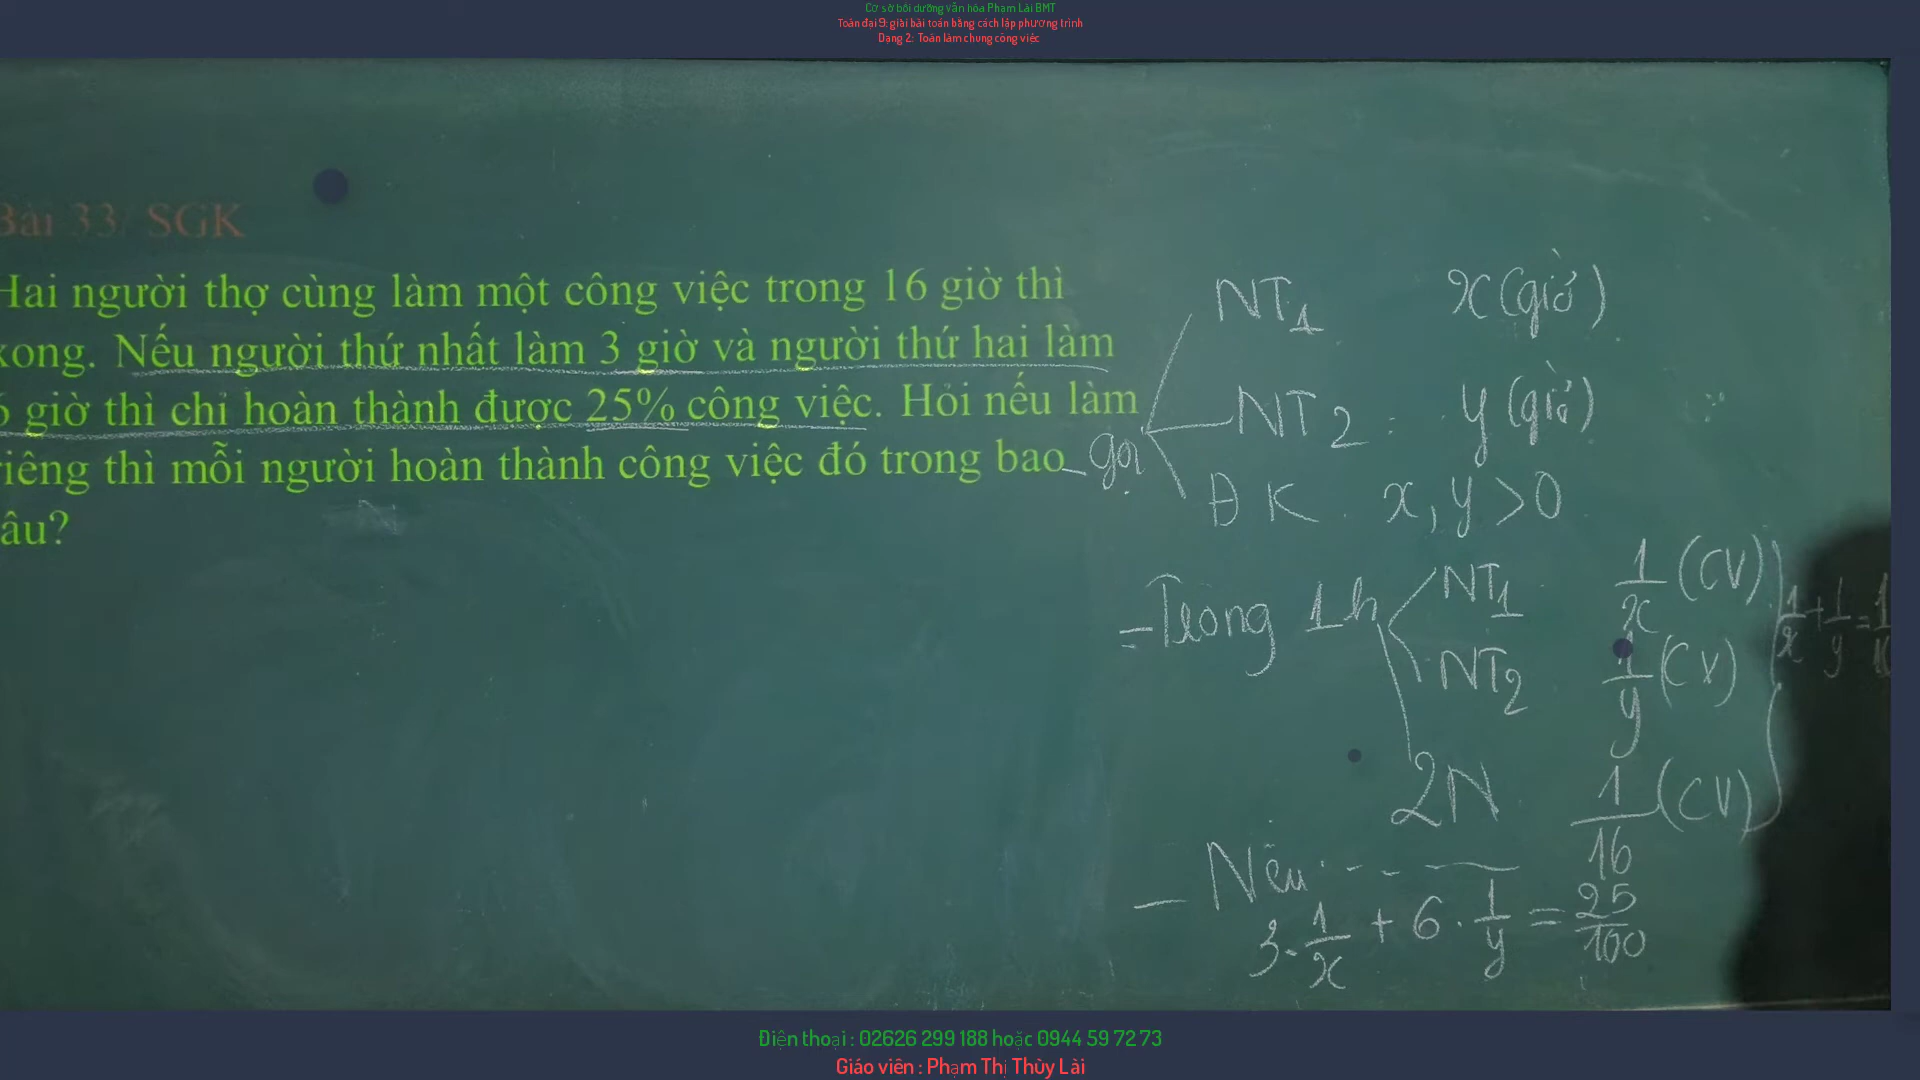 Cơ sở bồi dưỡng văn hóa Phạm Lài BMT
Toán đại 9: giải bài toán bằng cách lập phương trình
Dạng 2: Toán làm chung công việc
Bài 33/ SGK
Hai người thợ cùng làm một công việc trong 16 giờ thì
xong. Nếu người thứ nhất làm 3 giờ và người thứ hai làm
6 giờ thì chỉ hoàn thành được 25% công việc. Hỏi nếu làm
riêng thì mỗi người hoàn thành công việc đó trong bao
âu?
- gọi
NT1 x (giờ)
NT2 : y (giờ)
ĐK x, y > 0
- Trong 1h
NT1 1/x (CV)
NT2 1/y (CV)
2N 1/16 (CV)
1/x + 1/y = 1/16
- Nếu - - -
3 . 1/x + 6 . 1/y = 25/100
Điện thoại : 02626 299 188 hoặc 0944 59 72 73
Giáo viên : Phạm Thị Thùy Lài